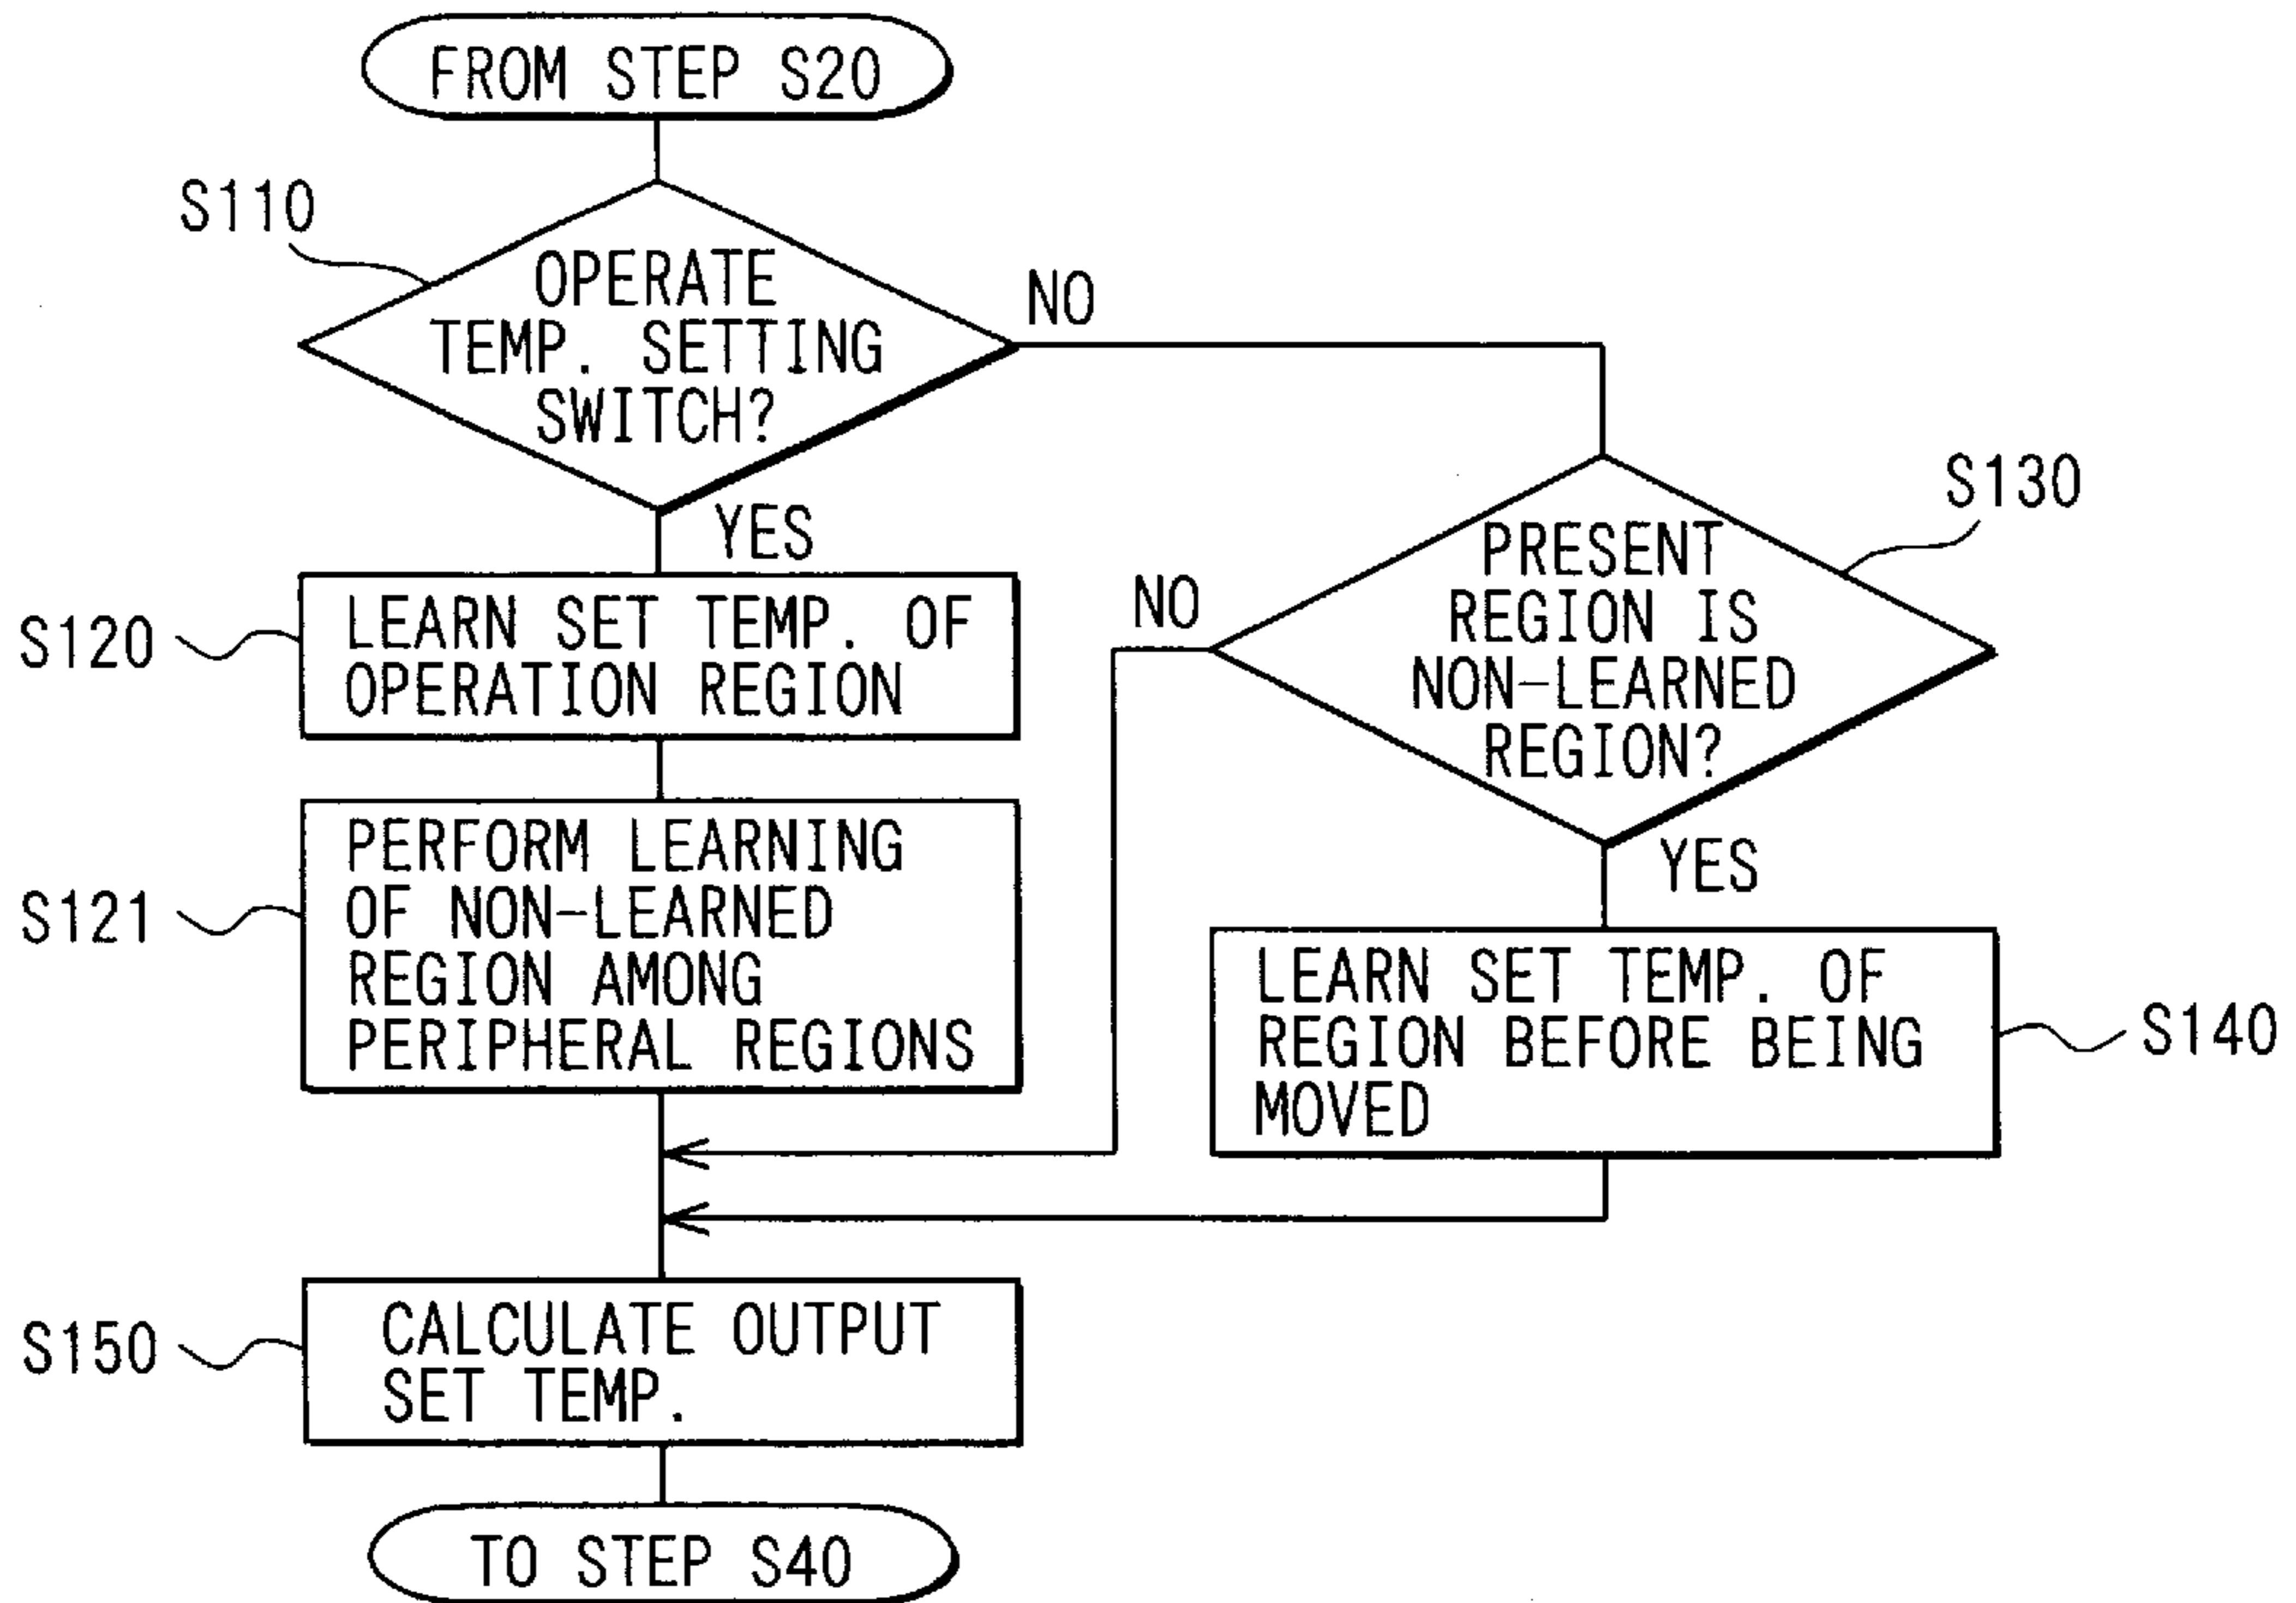 FROM STEP S20
S110
OPERATE
TEMP. SETTING
SWITCH?
NO
YES
S120
LEARN SET TEMP. OF
OPERATION REGION
S121
PERFORM LEARNING
OF NON-LEARNED
REGION AMONG
PERIPHERAL REGIONS
S130
PRESENT
REGION IS
NON-LEARNED
REGION?
NO
YES
LEARN SET TEMP. OF
REGION BEFORE BEING
MOVED
S140
S150
CALCULATE OUTPUT
SET TEMP.
TO STEP S40